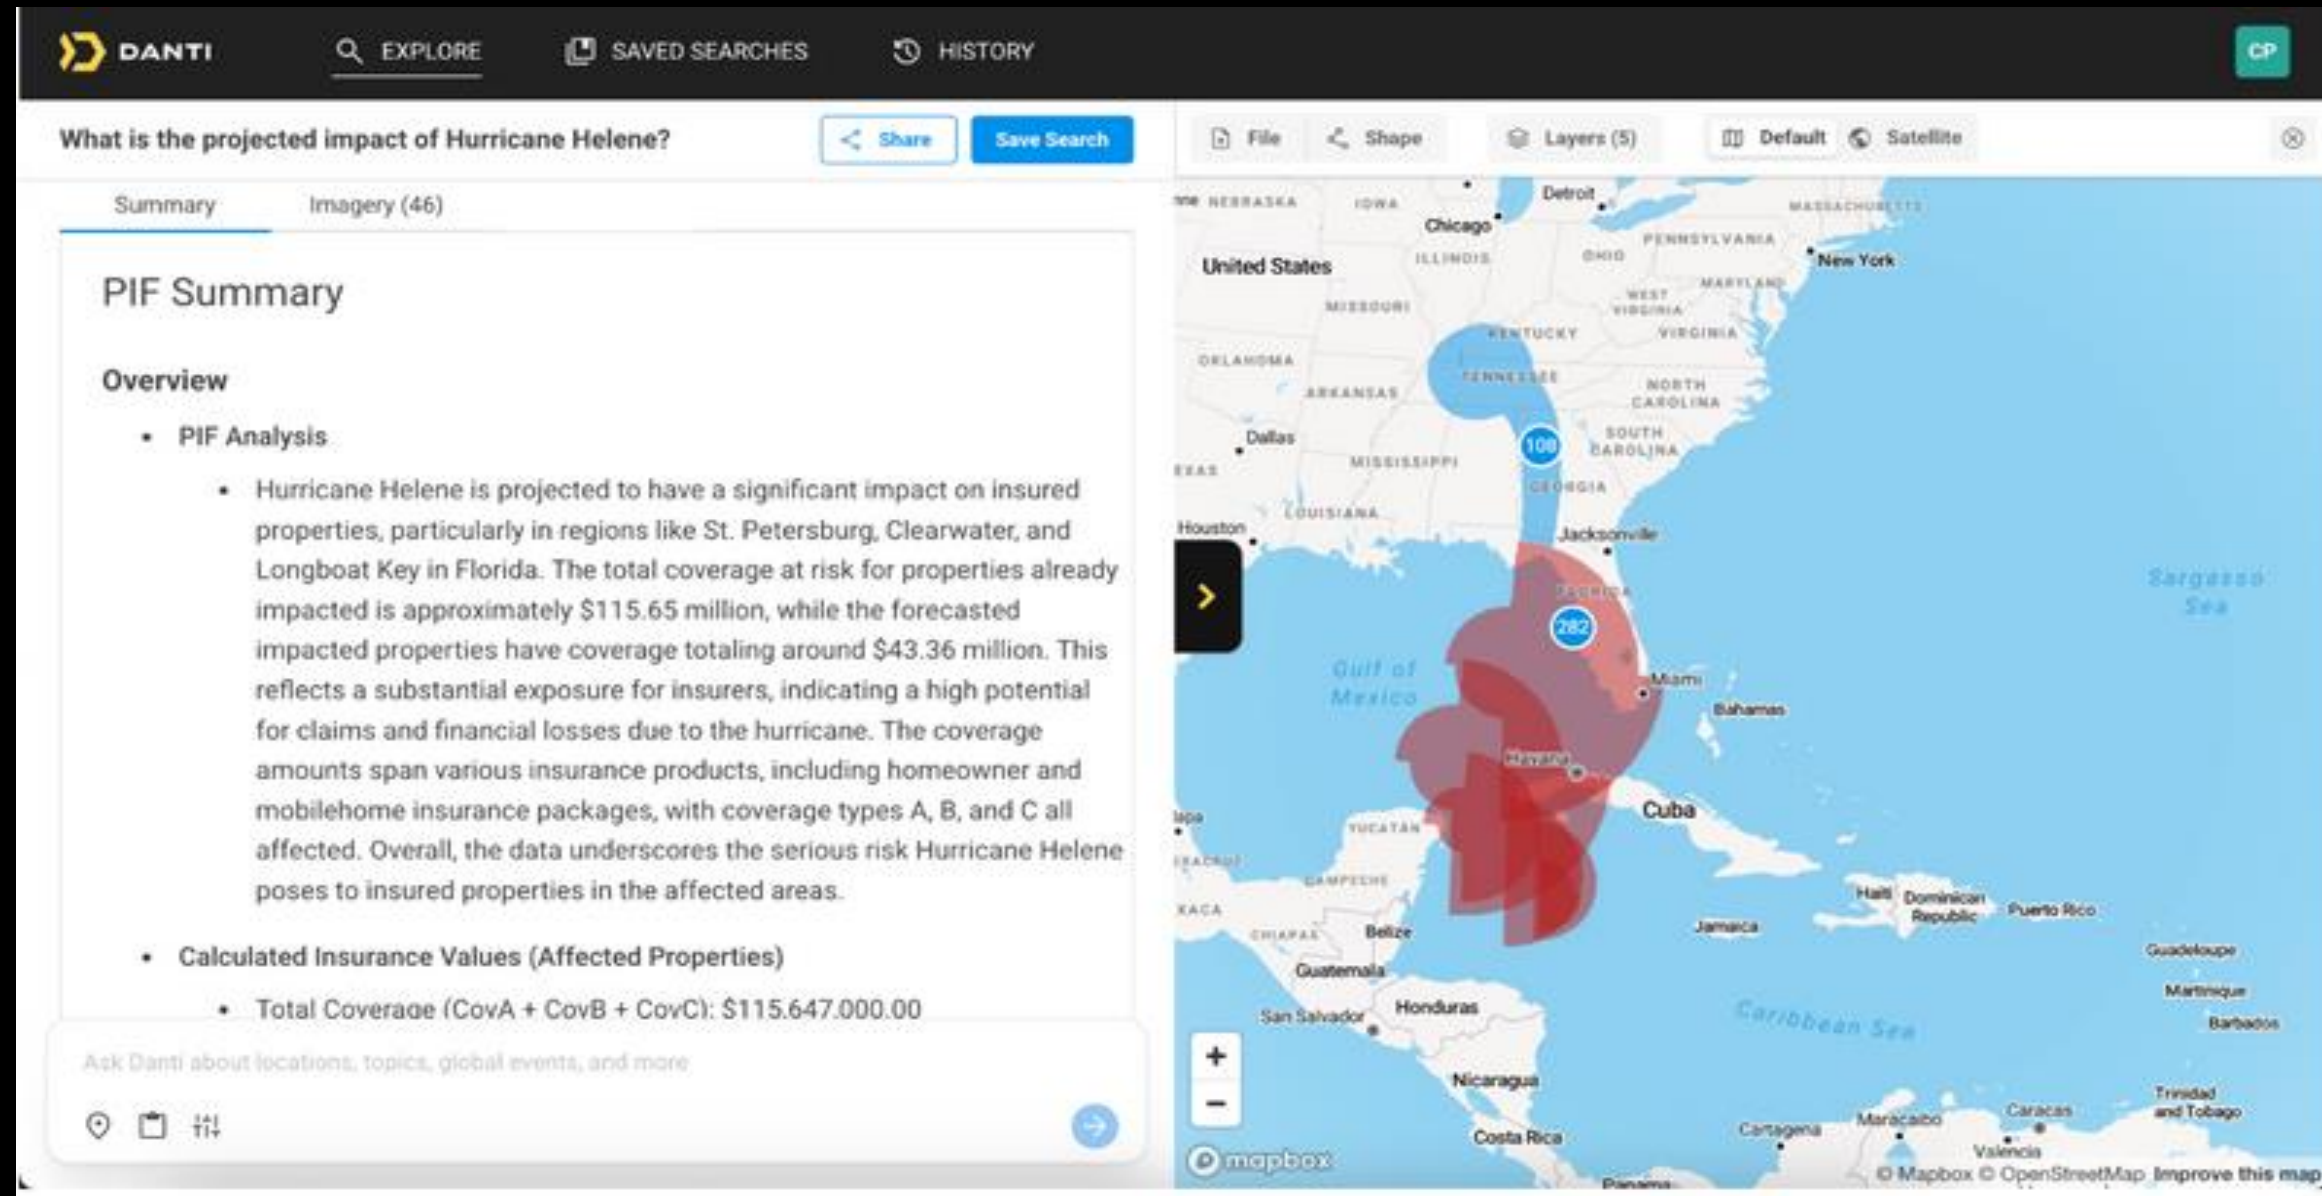 DANTI
EXPLORE
SAVED SEARCHES
HISTORY
CP
What is the projected impact of Hurricane Helene?
Share
Save Search
File
Shape
Layers (5)
Default
Satellite
Summary
Imagery (46)
PIF Summary
Overview
• PIF Analysis
• Hurricane Helene is projected to have a significant impact on insured
properties, particularly in regions like St. Petersburg, Clearwater, and
Longboat Key in Florida. The total coverage at risk for properties already
impacted is approximately $115.65 million, while the forecasted
impacted properties have coverage totaling around $43.36 million. This
reflects a substantial exposure for insurers, indicating a high potential
for claims and financial losses due to the hurricane. The coverage
amounts span various insurance products, including homeowner and
mobilehome insurance packages, with coverage types A, B, and C all
affected. Overall, the data underscores the serious risk Hurricane Helene
poses to insured properties in the affected areas.
• Calculated Insurance Values (Affected Properties)
• Total Coverage (CovA + CovB + CovC): $115,647,000.00
Ask Danti about locations, topics, global events, and more
NEBRASKA
IOWA
Chicago
Detroit
MASSACHUSETTS
PENNSYLVANIA
New York
United States
ILLINOIS
OHIO
MARYLAND
MISSOURI
WEST
VIRGINIA
KENTUCKY
VIRGINIA
OKLAHOMA
TENNESSEE
ARKANSAS
NORTH
CAROLINA
Dallas
108
SOUTH
CAROLINA
MISSISSIPPI
EXAS
GEORGIA
LOUISIANA
Houston
Jacksonville
Sargasso
Sea
FLORIDA
282
Gulf of
Mexico
Miami
Bahamas
Havana
Cuba
lapa
YUCATÁN
ERACRUZ
CAMPECHE
Haiti
Dominican
Republic
Puerto Rico
XACA
CHIAPAS
Belize
Jamaica
Guadeloupe
Guatemala
Martinique
San Salvador
Honduras
Caribbean Sea
Barbados
Nicaragua
Trinidad
and Tobago
Cartagena
Maracaibo
Caracas
Costa Rica
Valencia
mapbox
Panama
© Mapbox © OpenStreetMap Improve this map